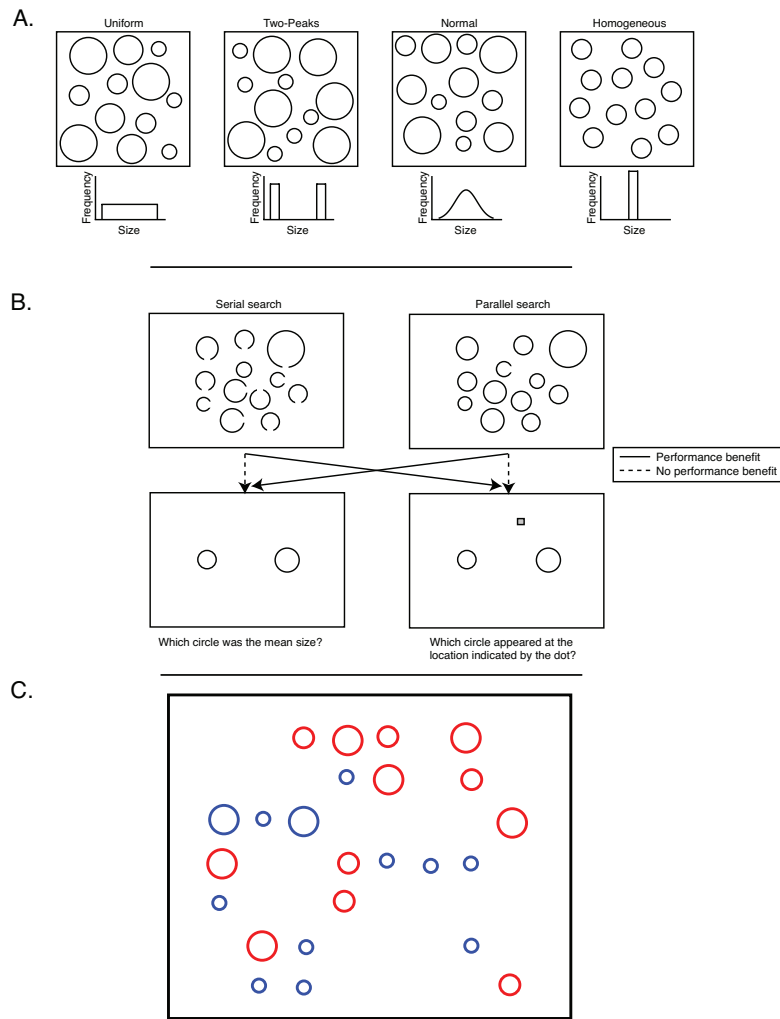 A.
Uniform
Two-Peaks
Normal
Homogeneous
Frequency
Size
Frequency
Size
Frequency
Size
Frequency
Size
B.
Serial search
Parallel search
Performance benefit
No performance benefit
Which circle was the mean size?
Which circle appeared at the
location indicated by the dot?
C.